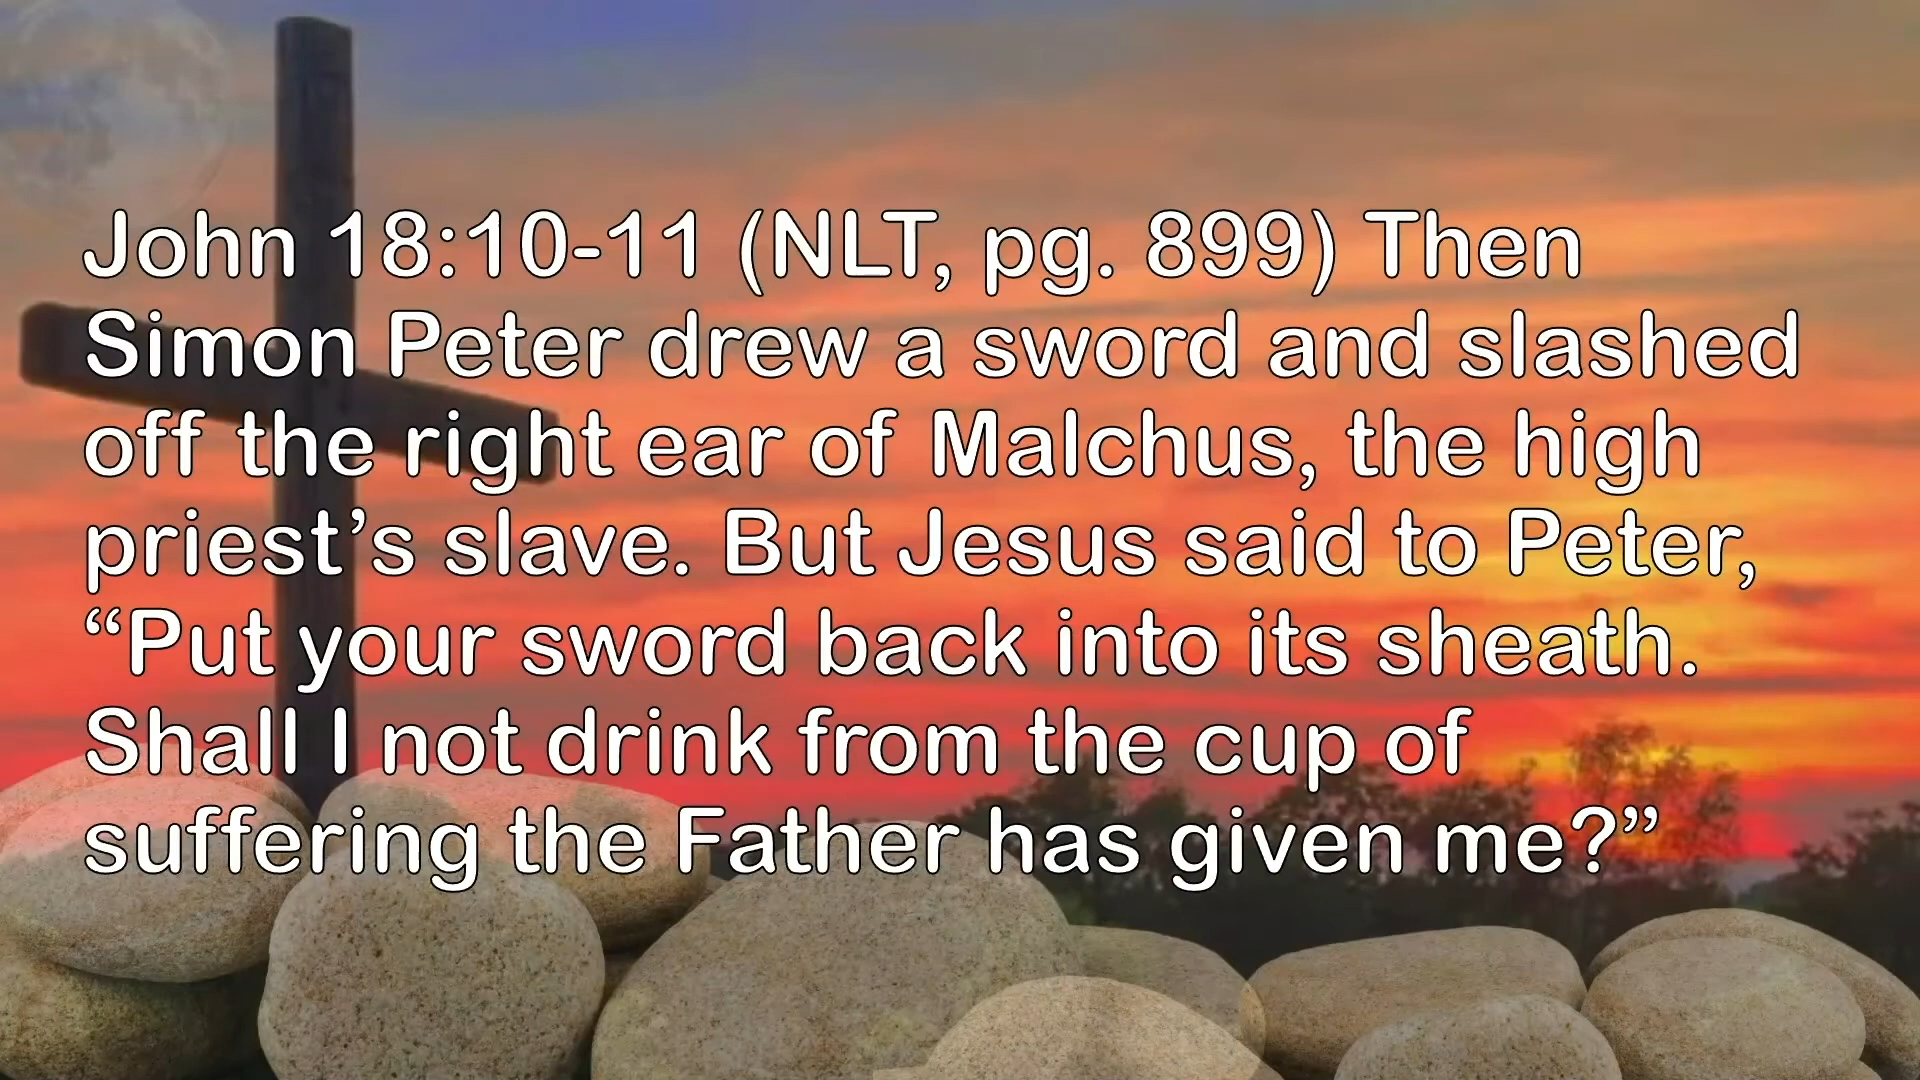 John 18:10-11 (NLT, pg. 899) Then
Simon Peter drew a sword and slashed
off the right ear of Malchus, the high
priest’s slave. But Jesus said to Peter,
“Put your sword back into its sheath.
Shall I not drink from the cup of
suffering the Father has given me?”